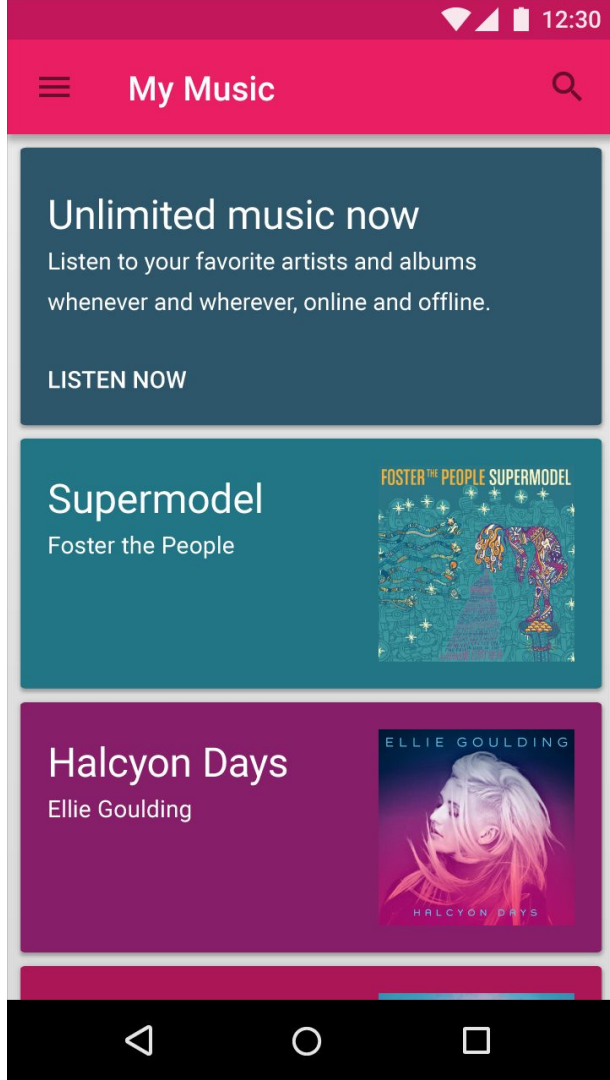 12:30
My Music
Unlimited music now
Listen to your favorite artists and albums
whenever and wherever, online and offline.
LISTEN NOW
Supermodel
Foster the People
FOSTER THE PEOPLE SUPERMODEL
Halcyon Days
Ellie Goulding
ELLIE GOULDING
HALCYON DAYS